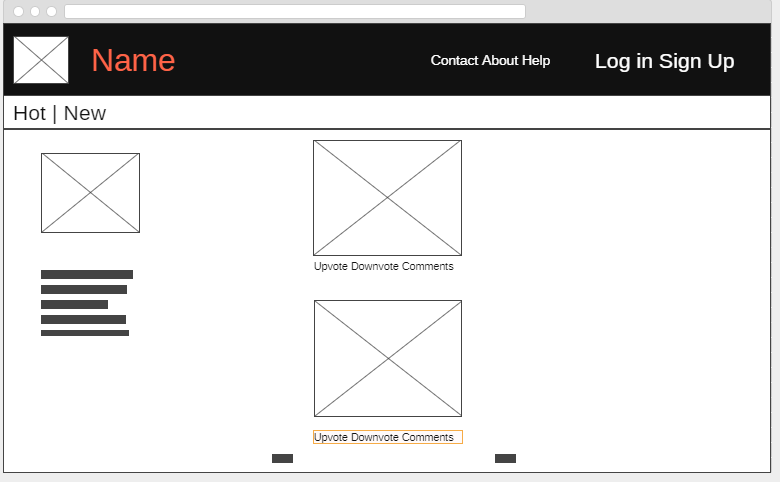 Name
Contact About Help
Log in Sign Up
Hot | New
Upvote Downvote Comments
Upvote Downvote Comments